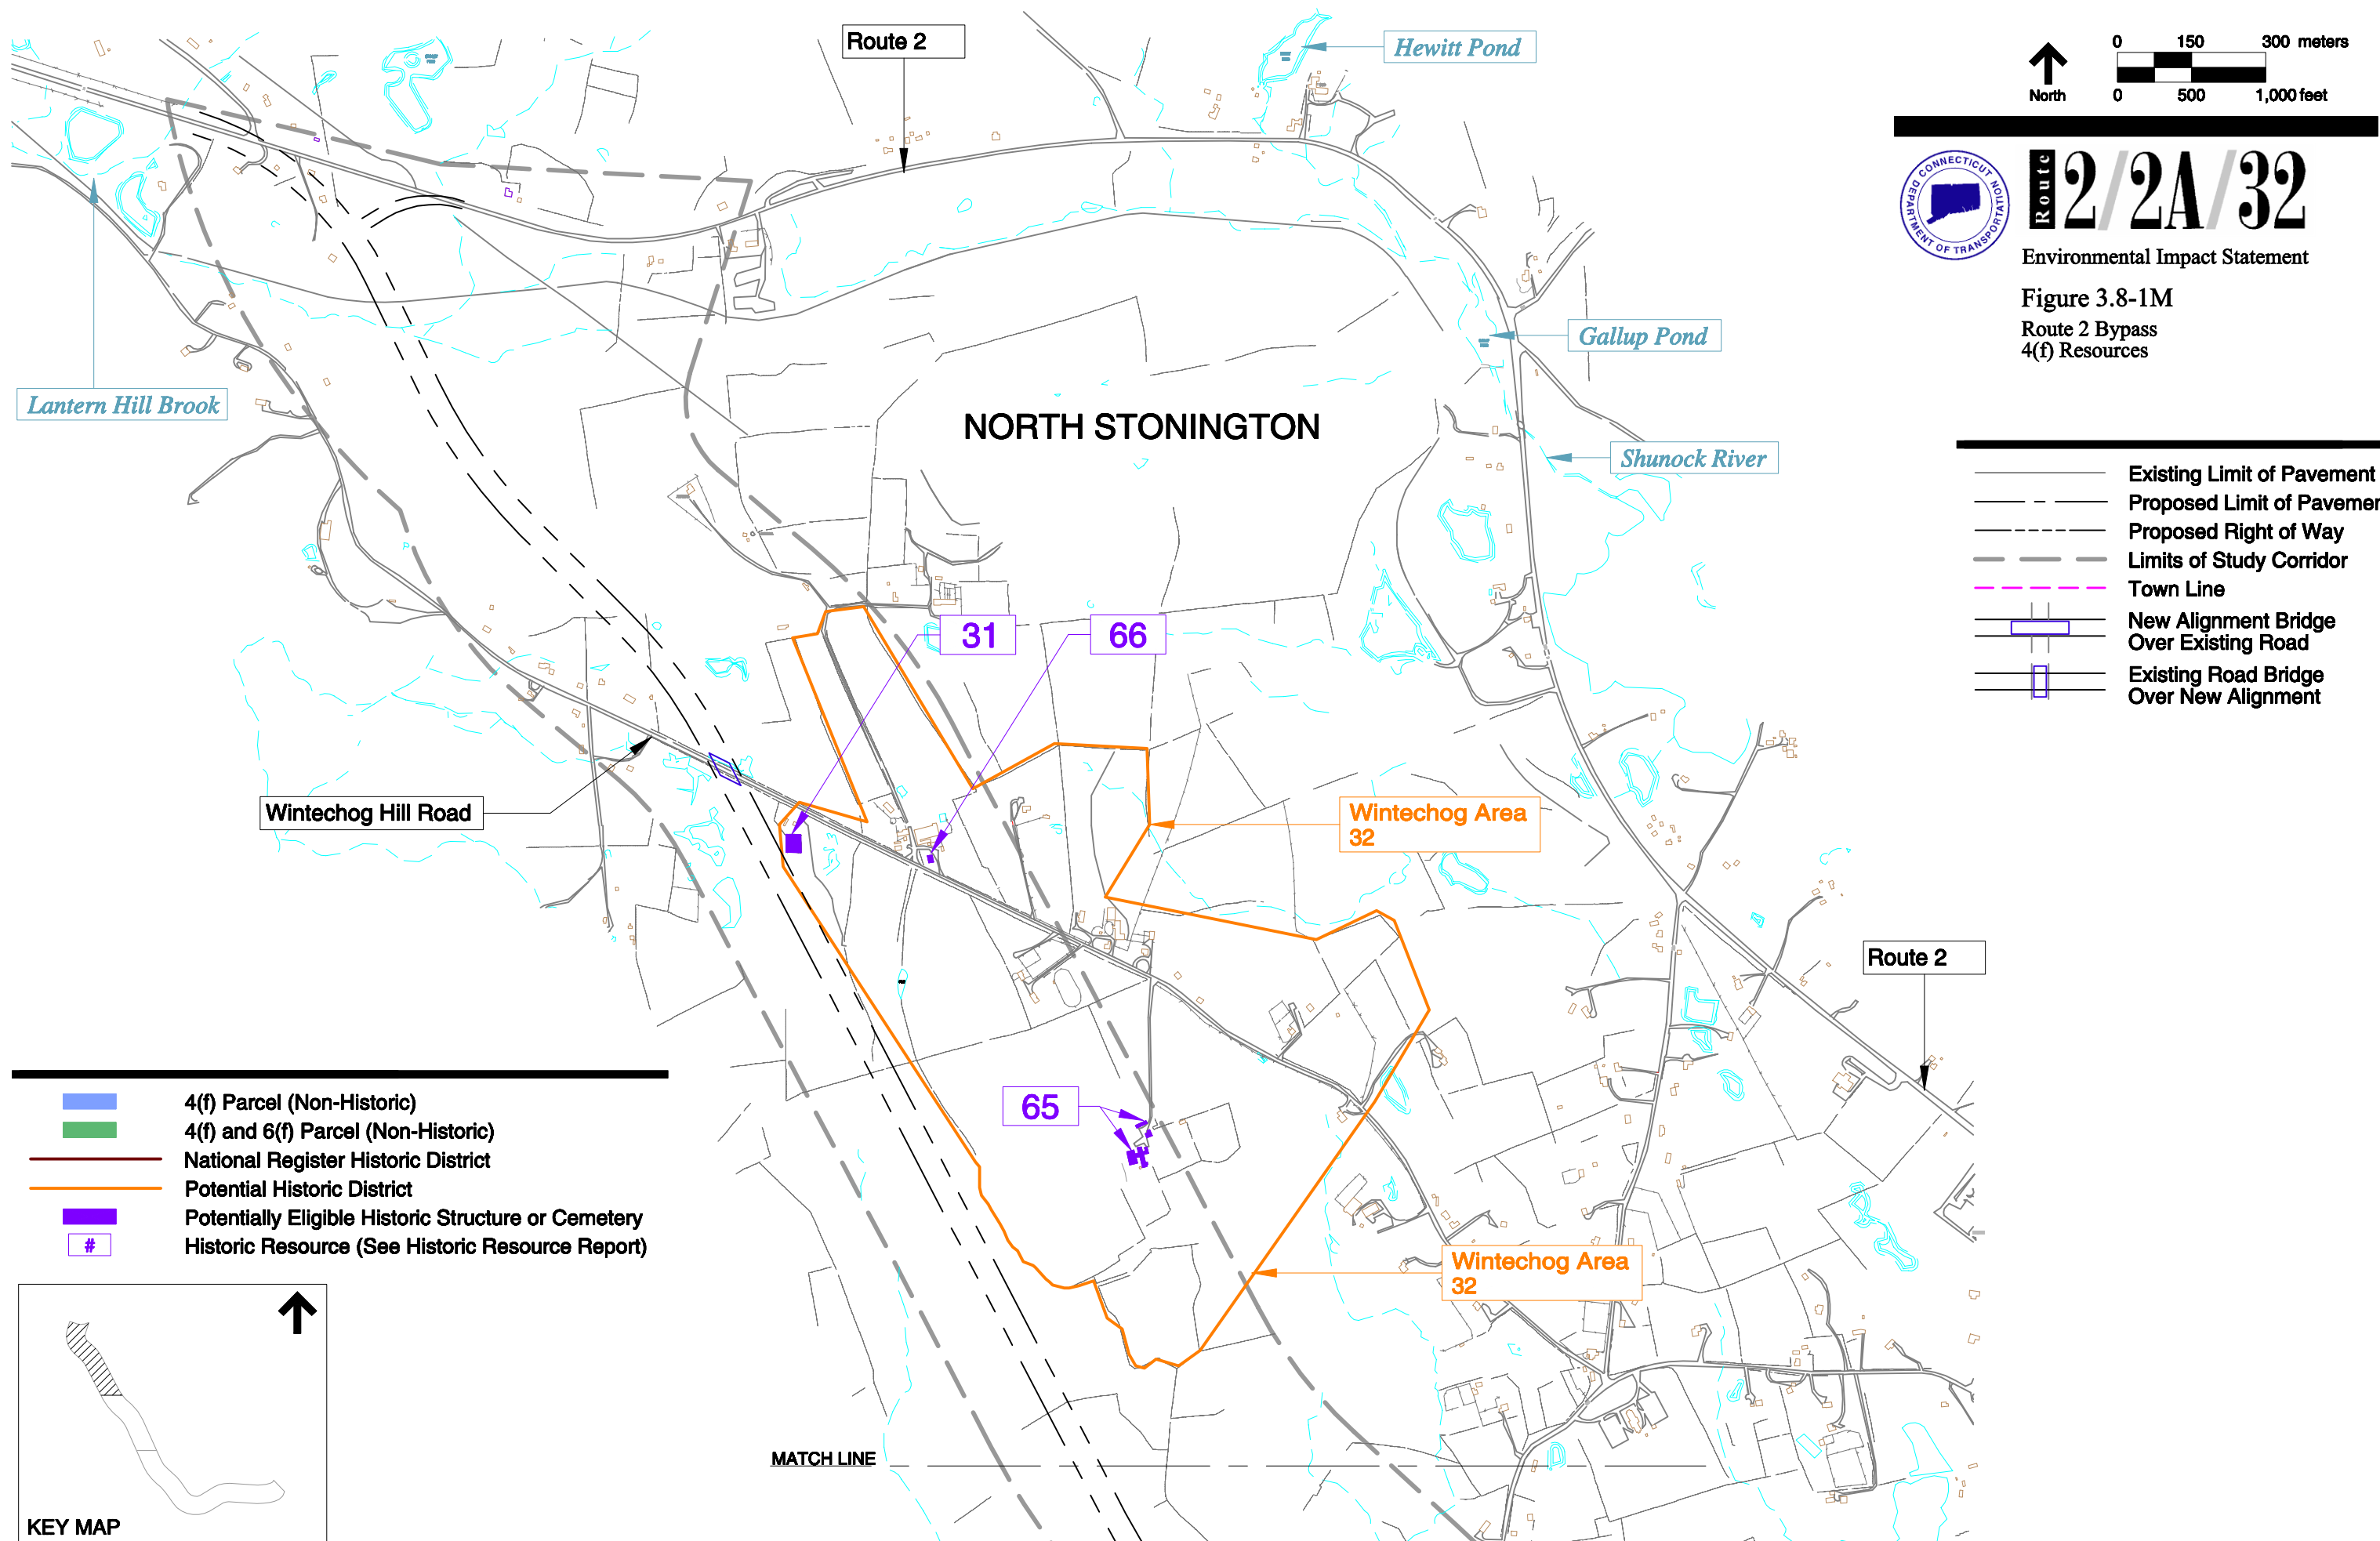 Route 2
Hewitt Pond
0 150 300 meters
North
0 500 1,000 feet
CONNECTICUT
DEPARTMENT OF TRANSPORTATION
Route 2/2A/32
Environmental Impact Statement
Figure 3.8-1M
Route 2 Bypass
4(f) Resources
Gallup Pond
Lantern Hill Brook
NORTH STONINGTON
Shunock River
Existing Limit of Pavement
Proposed Limit of Pavemen
Proposed Right of Way
Limits of Study Corridor
Town Line
New Alignment Bridge
Over Existing Road
Existing Road Bridge
Over New Alignment
31
66
Wintechog Hill Road
Wintechog Area
32
Route 2
65
Wintechog Area
32
4(f) Parcel (Non-Historic)
4(f) and 6(f) Parcel (Non-Historic)
National Register Historic District
Potential Historic District
Potentially Eligible Historic Structure or Cemetery
# Historic Resource (See Historic Resource Report)
MATCH LINE
KEY MAP